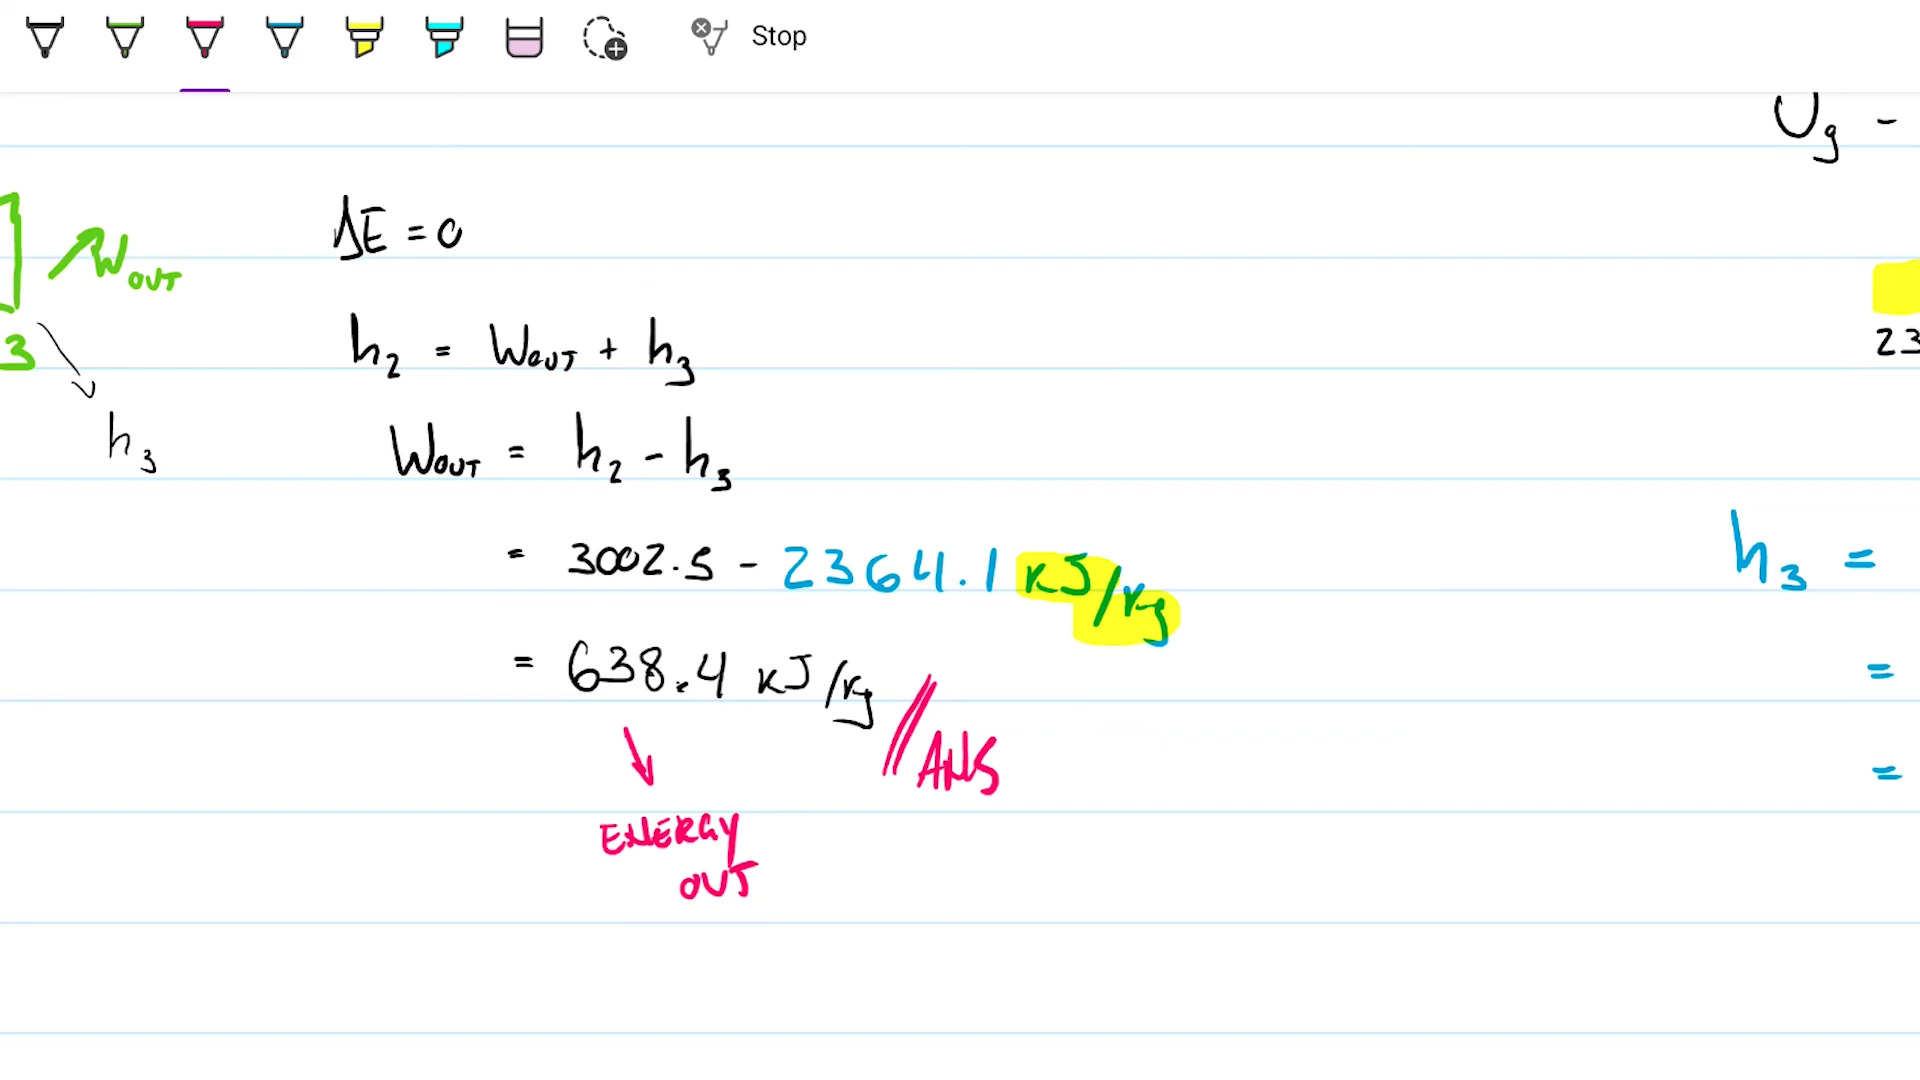 Stop
Ug -
ΔE = 0
WOUT
h2 = WOUT + h3
3
23
h3
WOUT = h2 - h3
= 3002.5 - 2364.1 kJ/kg
h3 =
= 638.4 kJ/kg
=
ANS
=
ENERGY
OUT